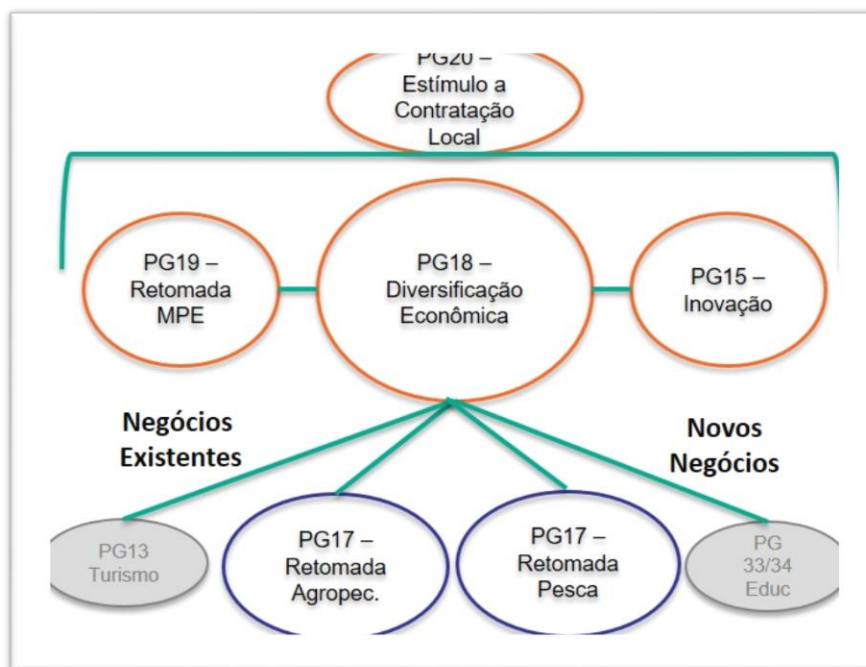 PG20 –
Estímulo a
Contratação
Local
PG19 –
Retomada
MPE
PG18 –
Diversificação
Econômica
PG15 –
Inovação
Negócios
Existentes
Novos
Negócios
PG13
Turismo
PG17 –
Retomada
Agropec.
PG17 –
Retomada
Pesca
PG
33/34
Educ